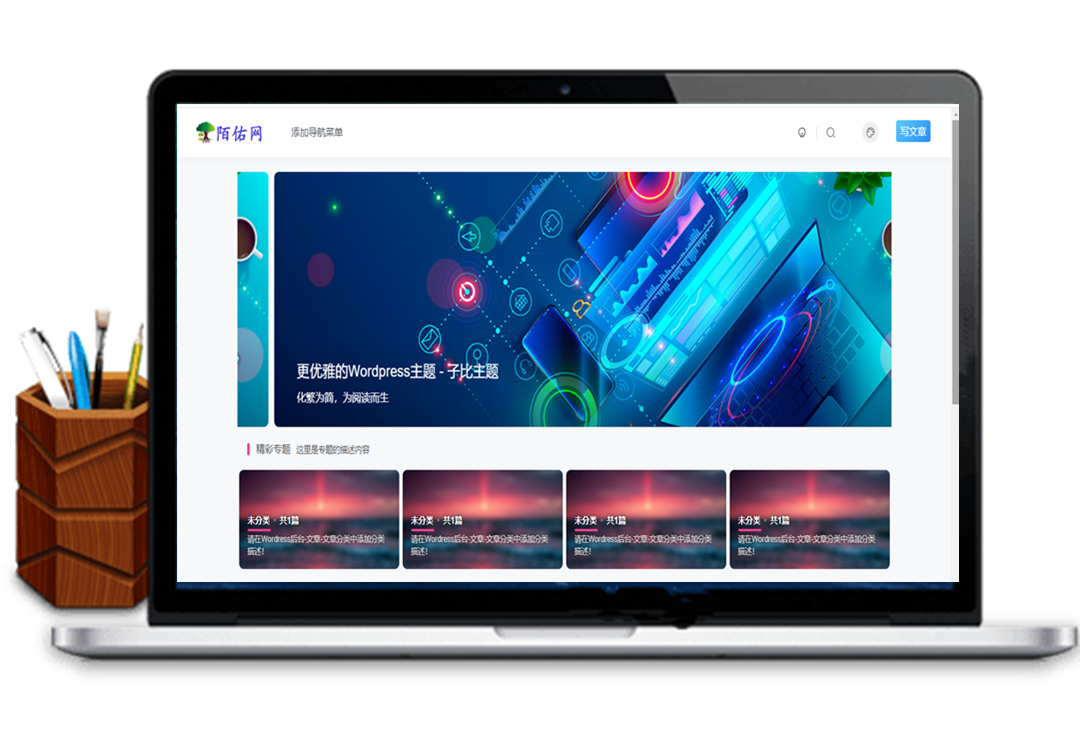 陌佑网
添加导航菜单
写文章
更优雅的Wordpress主题 - 子比主题
化繁为简，为阅读而生
精彩专题 这里是专题的描述内容
未分类 · 共1篇
请在Wordress后台-文章-文章分类中添加分类
描述！
未分类 · 共1篇
请在Wordress后台-文章-文章分类中添加分类
描述！
未分类 · 共1篇
请在Wordress后台-文章-文章分类中添加分类
描述！
未分类 · 共1篇
请在Wordress后台-文章-文章分类中添加分类
描述！